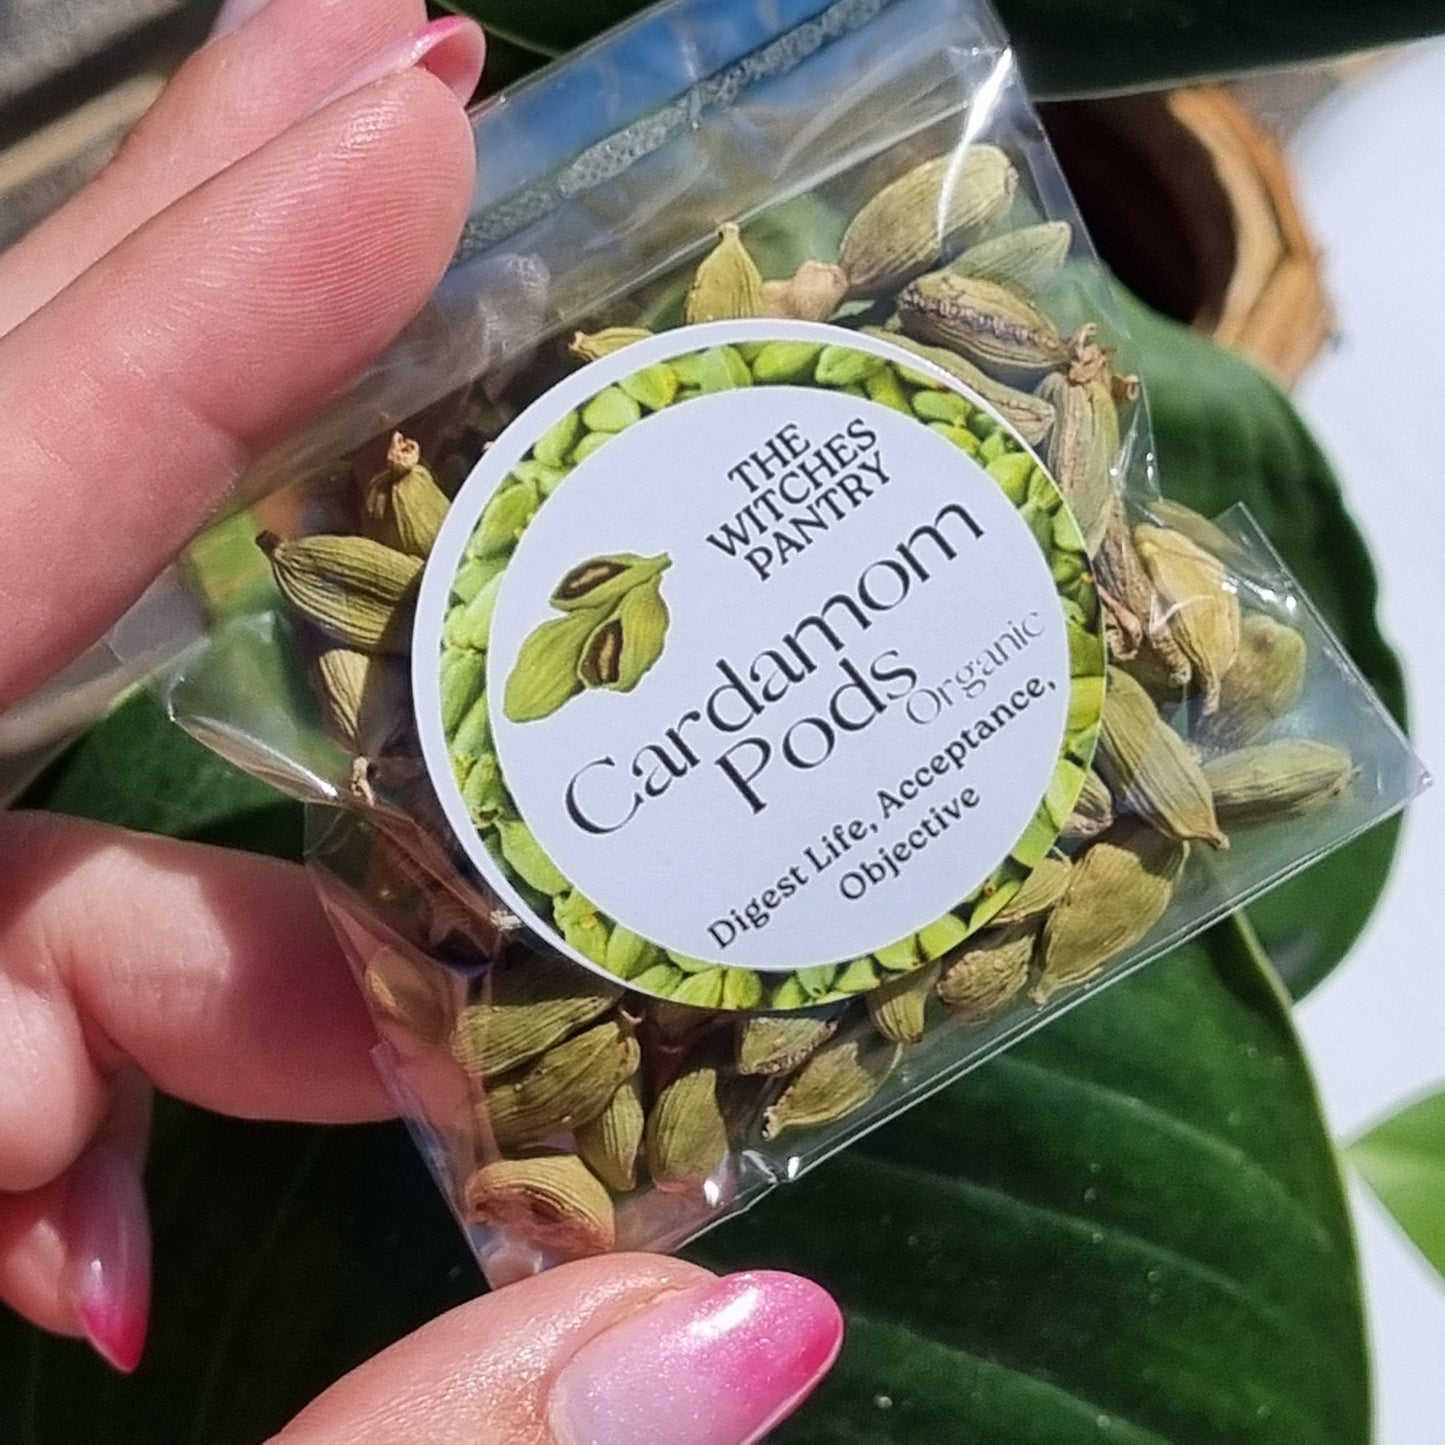 THE
WITCHES
PANTRY
Cardamom
Pods
Organic
Digest Life, Acceptance,
Objective